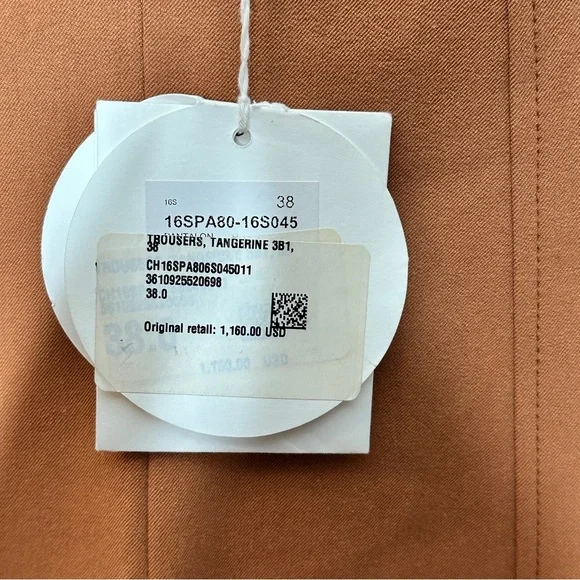 16S 38
16SPA80-16S045
TROUSERS, TANGERINE 3B1,
38
CH16SPA806S045011
3610925520698
38.0
Original retail: 1,160.00 USD